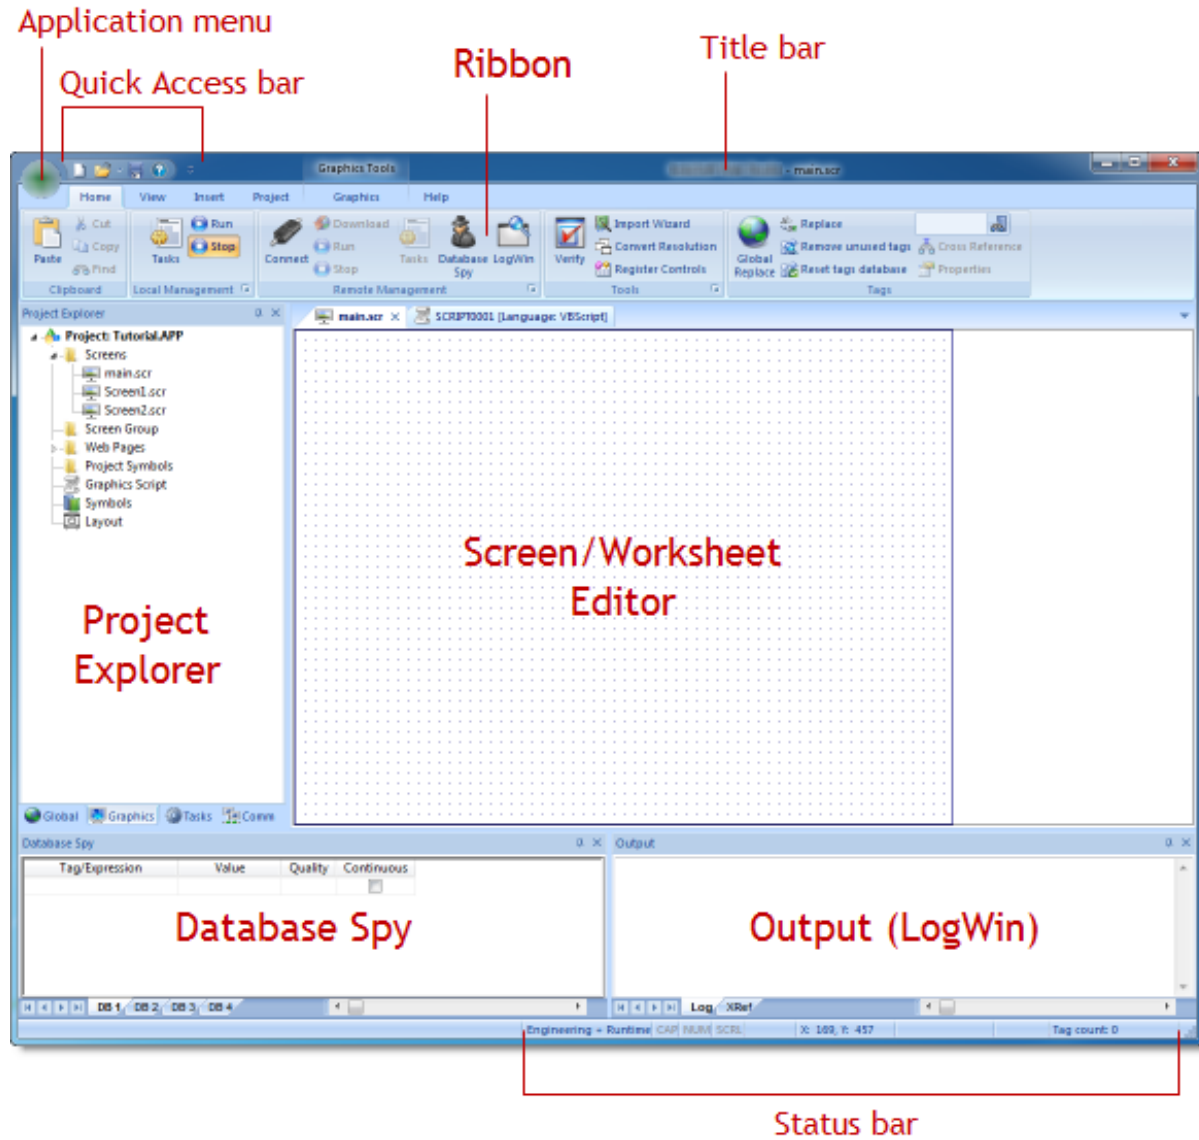 Application menu
Quick Access bar
Ribbon
Title bar
Graphics Tools
- main.scr
Home View Insert Project Graphics Help
Paste
Cut
Copy
Find
Clipboard
Tasks
Run
Stop
Local Management
Connect
Download
Run
Stop
Tasks
Database Spy
LogWin
Remote Management
Verify
Import Wizard
Convert Resolution
Register Controls
Tools
Global Replace
Replace
Remove unused tags
Reset tags database
Cross Reference
Properties
Tags
Project Explorer
main.scr
SCRIPT0001 [Language: VBScript]
Project: Tutorial.APP
Screens
main.scr
Screen1.scr
Screen2.scr
Screen Group
Web Pages
Project Symbols
Graphics Script
Symbols
Layout
Project
Explorer
Screen/Worksheet
Editor
Global Graphics Tasks Comm
Database Spy
Tag/Expression Value Quality Continuous
Database Spy
DB 1 DB 2 DB 3 DB 4
Output
Output (LogWin)
Log XRef
Engineering + Runtime CAP NUM SCRL X: 169, Y: 457 Tag count: 0
Status bar